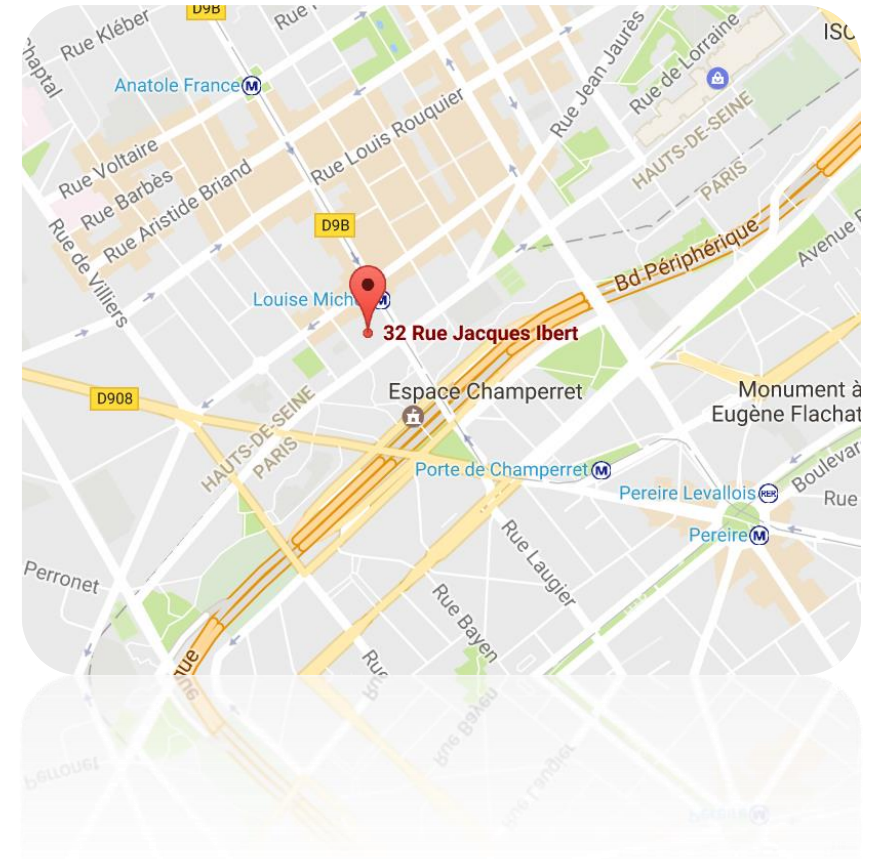 D9B
Rue Kléber
Rue
ISC
Chaptal
Anatole France
M
Rue Jean Jaurès
Rue de Lorraine
Rue Voltaire
Rue Louis Rouquier
HAUTS-DE-SEINE
PARIS
Rue Barbès
Rue Aristide Briand
D9B
Rue de Villiers
Bd Périphérique
Avenue
Louise Michel
M
32 Rue Jacques Ibert
D908
Espace Champerret
Monument à
Eugène Flachat
HAUTS-DE-SEINE
PARIS
Porte de Champerret
M
Boulevar
Pereire Levallois
RER
Rue
Pereire
M
Perronet
Rue Laugier
Rue Bayen
Rue
que